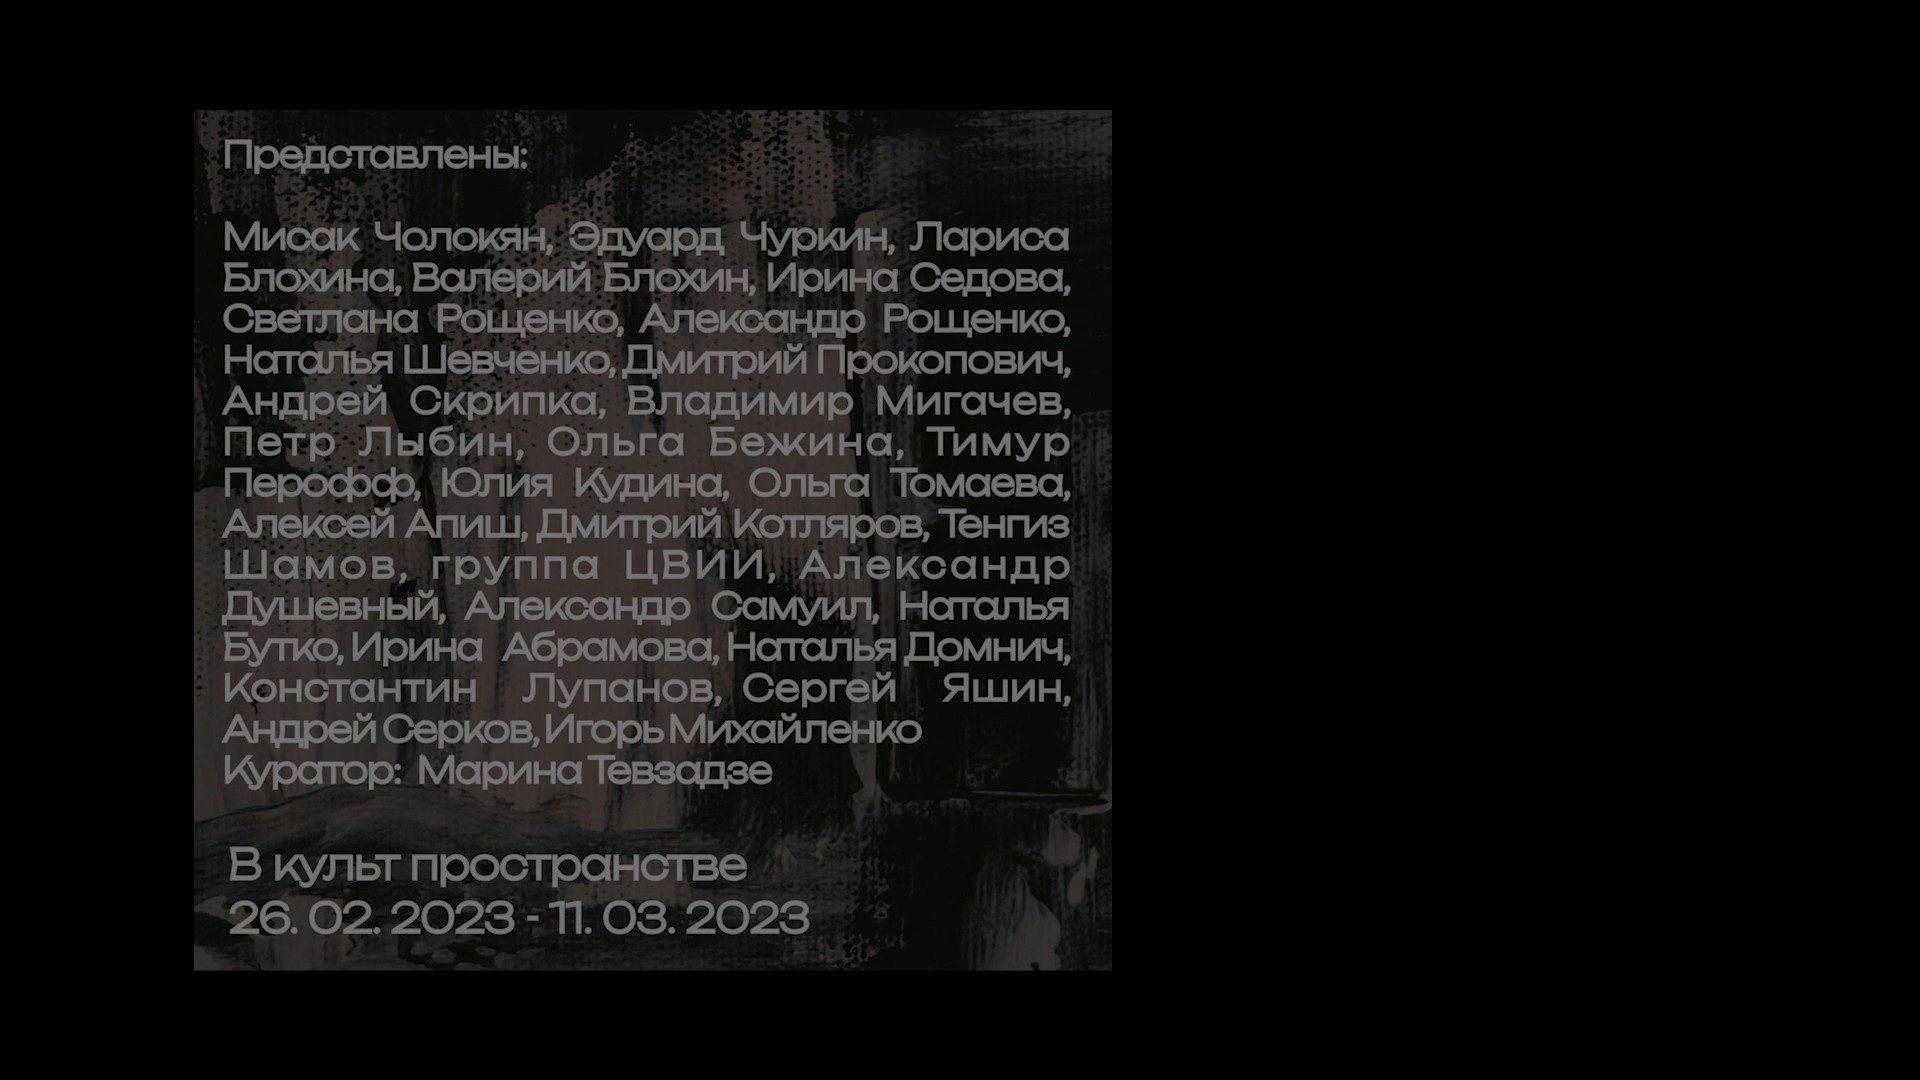 Представлены:
Мисак Чолокян, Эдуард Чуркин, Лариса
Блохина, Валерий Блохин, Ирина Седова,
Светлана Рощенко, Александр Рощенко,
Наталья Шевченко, Дмитрий Прокопович,
Андрей Скрипка, Владимир Мигачев,
Петр Лыбин, Ольга Бежина, Тимур
Перофф, Юлия Кудина, Ольга Томаева,
Алексей Апиш, Дмитрий Котляров, Тенгиз
Шамов, группа ЦВИИ, Александр
Душевный, Александр Самуил, Наталья
Бутко, Ирина Абрамова, Наталья Домнич,
Константин Лупанов, Сергей Яшин,
Андрей Серков, Игорь Михайленко
Куратор: Марина Тевзадзе
В культ пространстве
26. 02. 2023 - 11. 03. 2023